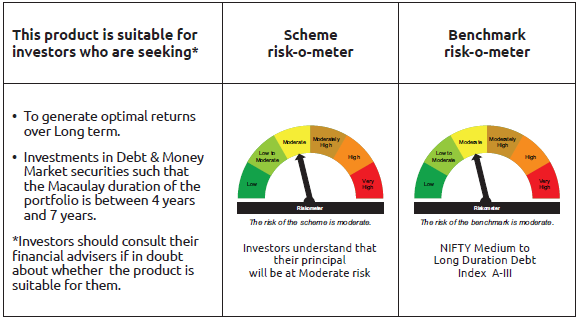 This product is suitable for
investors who are seeking*
Scheme
risk-o-meter
Benchmark
risk-o-meter
• To generate optimal returns
over Long term.
• Investments in Debt & Money
Market securities such that
the Macaulay duration of the
portfolio is between 4 years
and 7 years.
*Investors should consult their
financial advisers if in doubt
about whether the product is
suitable for them.
Low
Low to
Moderate
Moderate
Moderately
High
High
Very
High
Riskometer
The risk of the scheme is moderate.
Investors understand that
their principal
will be at Moderate risk
Low
Low to
Moderate
Moderate
Moderately
High
High
Very
High
Riskometer
The risk of the benchmark is moderate.
NIFTY Medium to
Long Duration Debt
Index A-III